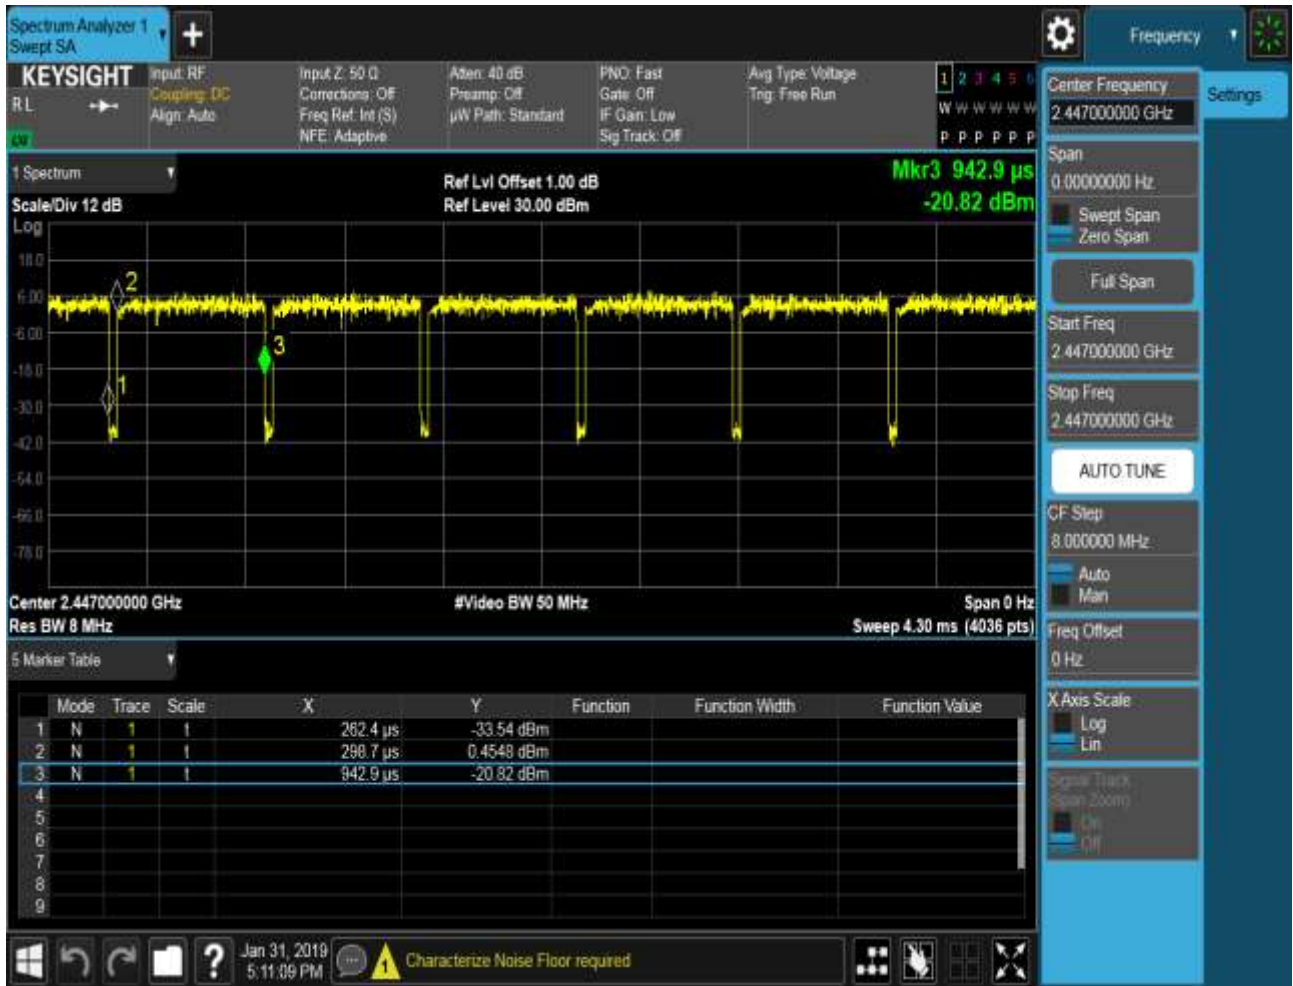 Spectrum Analyzer 1
Swept SA
Frequency
KEYSIGHT
R L
Input: RF
Coupling: DC
Align: Auto
Input Z: 50 Ω
Corrections: Off
Freq Ref: Int (S)
NFE: Adaptive
Atten: 40 dB
Preamp: Off
µW Path: Standard
PNO: Fast
Gate: Off
IF Gain: Low
Sig Track: Off
Avg Type: Voltage
Trig: Free Run
1 2 3 4 5 6
W W W W W W
P P P P P P
1 Spectrum
Scale/Div 12 dB
Ref Lvl Offset 1.00 dB
Ref Level 30.00 dBm
Mkr3 942.9 µs
-20.82 dBm
Log
18.0
6.00
-6.00
-18.0
-30.0
-42.0
-54.0
-66.0
-78.0
2
3
1
Center 2.447000000 GHz
#Video BW 50 MHz
Span 0 Hz
Res BW 8 MHz
Sweep 4.30 ms (4036 pts)
5 Marker Table
Mode Trace Scale X Y Function Function Width Function Value
1 N 1 t 262.4 µs -33.54 dBm
2 N 1 t 298.7 µs 0.4548 dBm
3 N 1 t 942.9 µs -20.82 dBm
4
5
6
7
8
9
Jan 31, 2019
5:11:09 PM
Characterize Noise Floor required
Center Frequency
2.447000000 GHz
Settings
Span
0.00000000 Hz
Swept Span
Zero Span
Full Span
Start Freq
2.447000000 GHz
Stop Freq
2.447000000 GHz
AUTO TUNE
CF Step
8.000000 MHz
Auto
Man
Freq Offset
0 Hz
X Axis Scale
Log
Lin
Signal Track
(Span Zoom)
On
Off